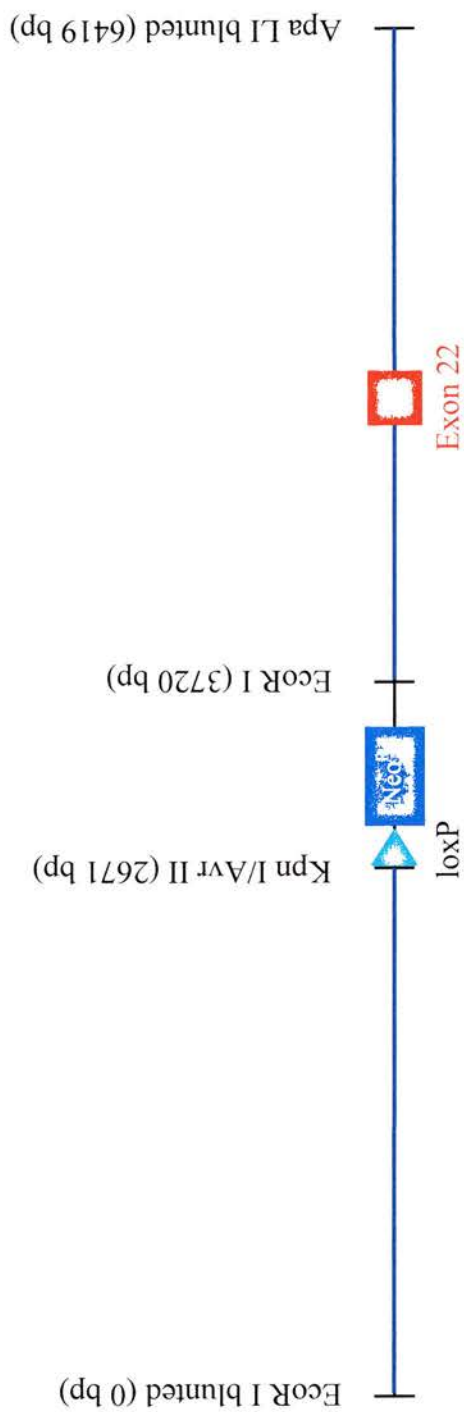 EcoR I blunted (0 bp)
Kpn I/Avr II (2671 bp)
EcoR I (3720 bp)
Apa LI blunted (6419 bp)
loxP
Neo
Exon 22